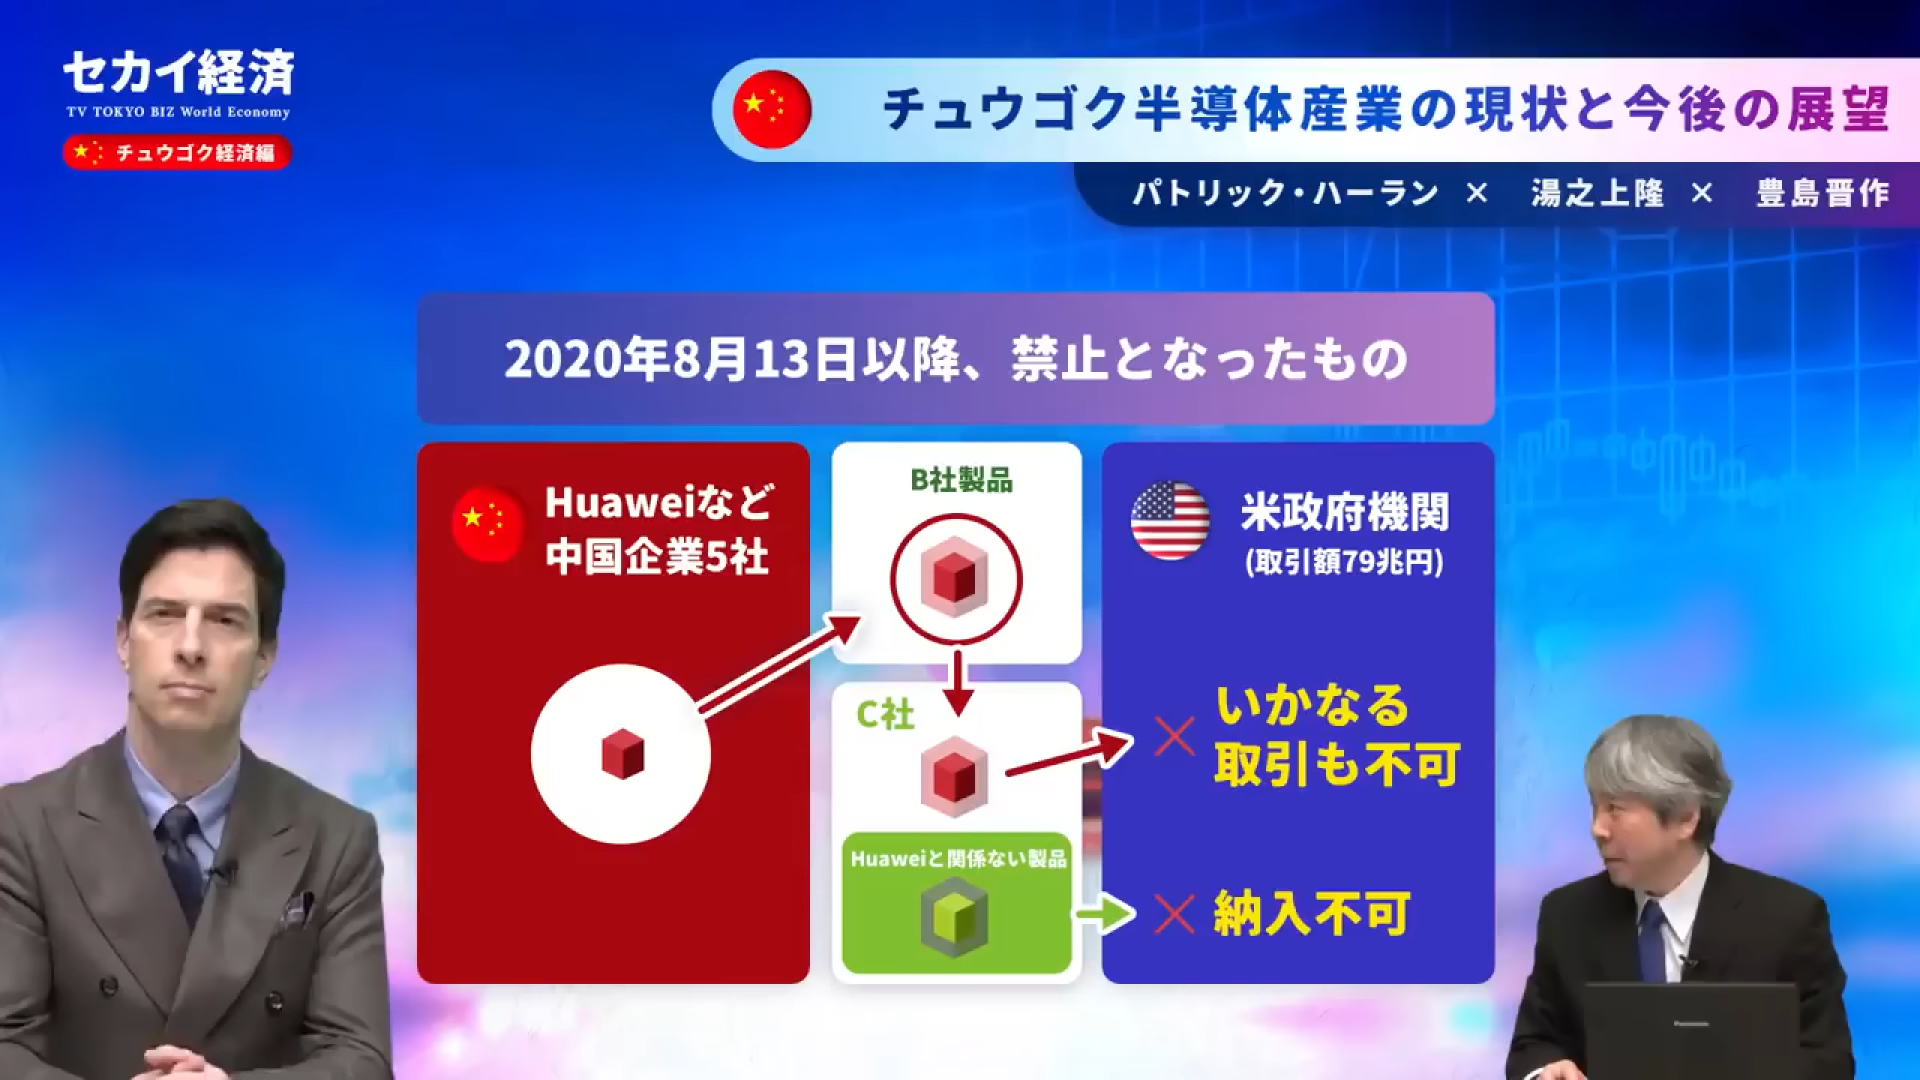 セカイ経済
TV TOKYO BIZ World Economy
チュウゴク経済編
チュウゴク半導体産業の現状と今後の展望
パトリック・ハーラン × 湯之上隆 × 豊島晋作
2020年8月13日以降、禁止となったもの
Huaweiなど
中国企業5社
B社製品
C社
Huaweiと関係ない製品
米政府機関
(取引額79兆円)
いかなる
取引も不可
納入不可
Panasonic